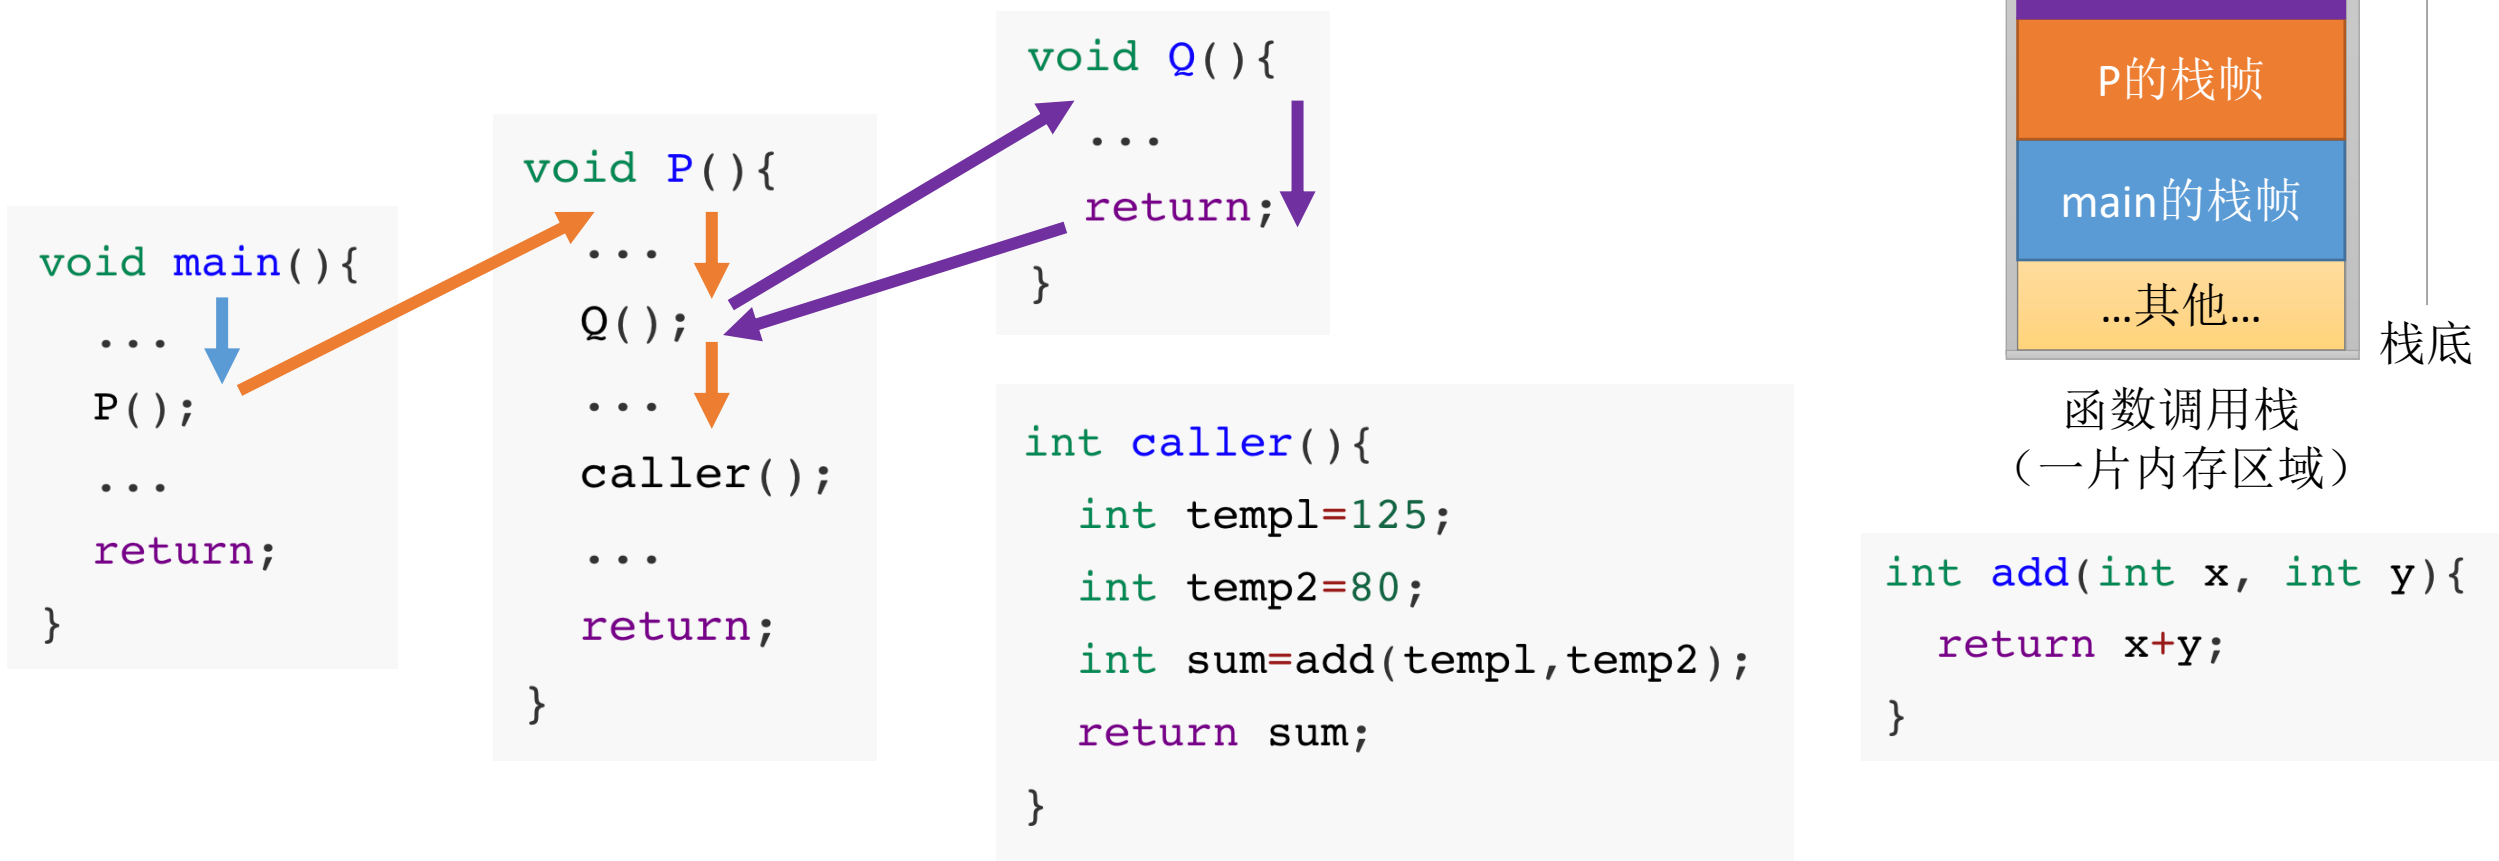 void main(){
...
P();
...
return;
}
void P(){
...
Q();
...
caller();
...
return;
}
void Q(){
...
return;
}
int caller(){
int temp1=125;
int temp2=80;
int sum=add(temp1,temp2);
return sum;
}
P的栈帧
main的栈帧
...其他...
栈底
函数调用栈
（一片内存区域）
int add(int x, int y){
return x+y;
}